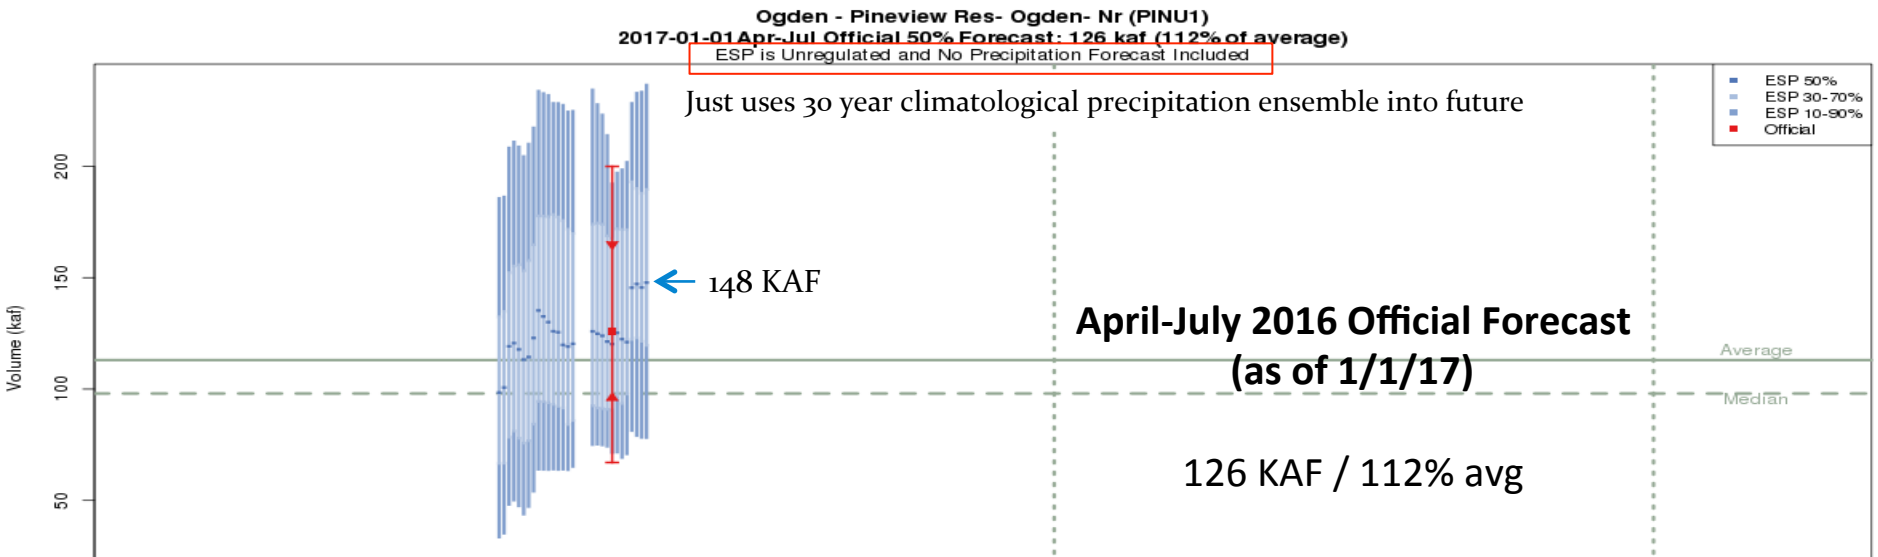 Ogden - Pineview Res- Ogden- Nr (PINU1)
2017-01-01Apr-Jul Official 50% Forecast: 126 kaf (112% of average)
ESP is Unregulated and No Precipitation Forecast Included
Just uses 30 year climatological precipitation ensemble into future
ESP 50%
ESP 30-70%
ESP 10-90%
Official
200
150
100
50
Volume (kaf)
148 KAF
April-July 2016 Official Forecast
(as of 1/1/17)
126 KAF / 112% avg
Average
Median